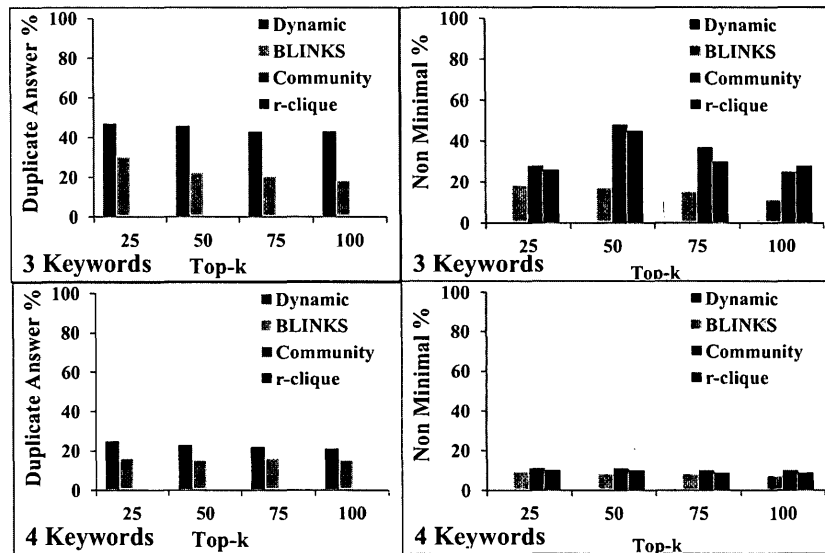 Duplicate Answer %
100
80
60
40
20
0
Dynamic
BLINKS
Community
r-clique
25 50 75 100
3 Keywords Top-k
Non Minimal %
100
80
60
40
20
0
Dynamic
BLINKS
Community
r-clique
25 50 75 100
3 Keywords Top-k
Duplicate Answer %
100
80
60
40
20
0
Dynamic
BLINKS
Community
r-clique
25 50 75 100
4 Keywords Top-k
Non Minimal %
100
80
60
40
20
0
Dynamic
BLINKS
Community
r-clique
25 50 75 100
4 Keywords Top-k